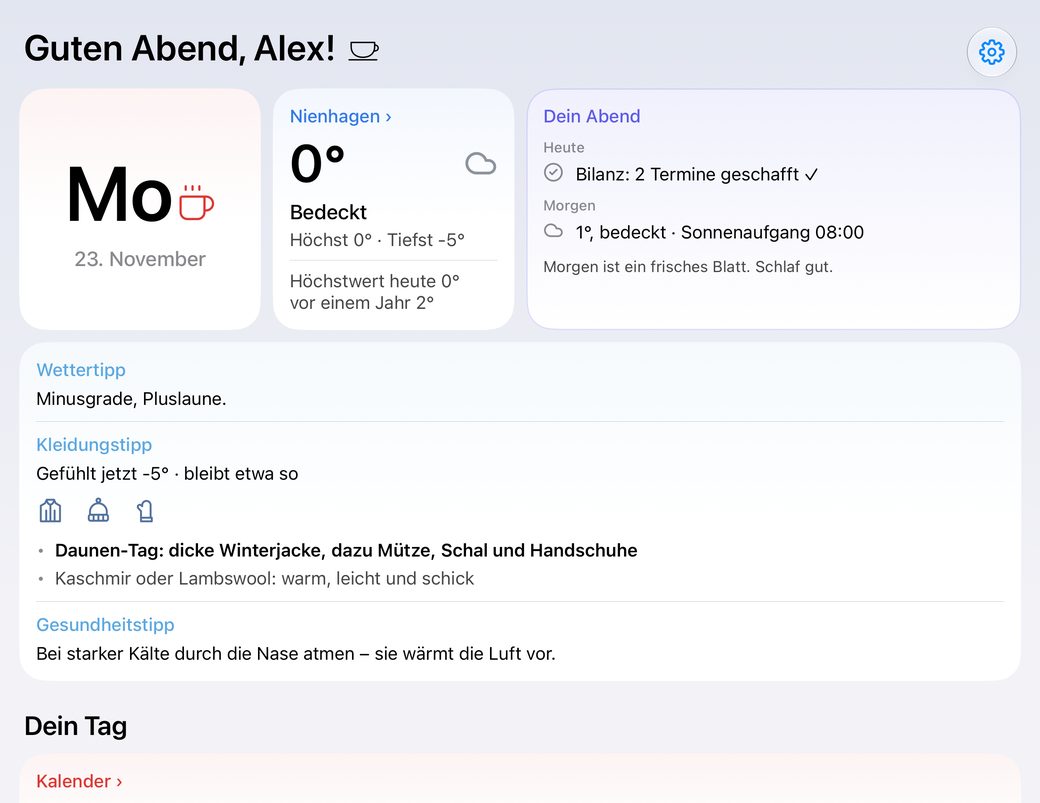 Guten Abend, Alex!
Mo
23. November
Nienhagen ›
0°
Bedeckt
Höchst 0° · Tiefst -5°
Höchstwert heute 0°
vor einem Jahr 2°
Dein Abend
Heute
Bilanz: 2 Termine geschafft ✓
Morgen
1°, bedeckt · Sonnenaufgang 08:00
Morgen ist ein frisches Blatt. Schlaf gut.
Wettertipp
Minusgrade, Pluslaune.
Kleidungstipp
Gefühlt jetzt -5° · bleibt etwa so
• Daunen-Tag: dicke Winterjacke, dazu Mütze, Schal und Handschuhe
• Kaschmir oder Lambswool: warm, leicht und schick
Gesundheitstipp
Bei starker Kälte durch die Nase atmen – sie wärmt die Luft vor.
Dein Tag
Kalender ›